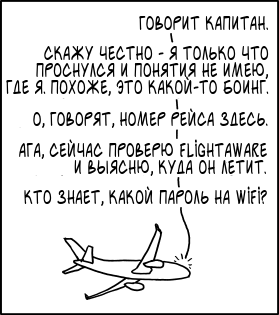 ГОВОРИТ КАПИТАН.
СКАЖУ ЧЕСТНО - Я ТОЛЬКО ЧТО
ПРОСНУЛСЯ И ПОНЯТИЯ НЕ ИМЕЮ,
ГДЕ Я. ПОХОЖЕ, ЭТО КАКОЙ-ТО БОИНГ.
О, ГОВОРЯТ, НОМЕР РЕЙСА ЗДЕСЬ.
АГА, СЕЙЧАС ПРОВЕРЮ FLIGHTAWARE
И ВЫЯСНЮ, КУДА ОН ЛЕТИТ.
КТО ЗНАЕТ, КАКОЙ ПАРОЛЬ НА WIFI?